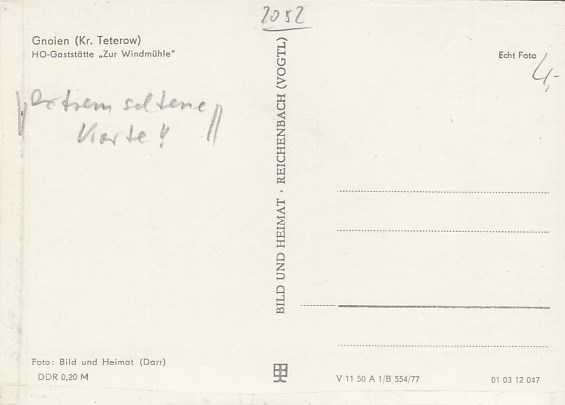 2052
Gnoien (Kr. Teterow)
HO-Gaststätte „Zur Windmühle"
Echt Foto
4,-
extrem seltene
Karte!!
BILD UND HEIMAT · REICHENBACH (VOGTL)
Foto: Bild und Heimat (Darr)
DDR 0,20 M
V 11 50 A 1/B 554/77
01 03 12 047